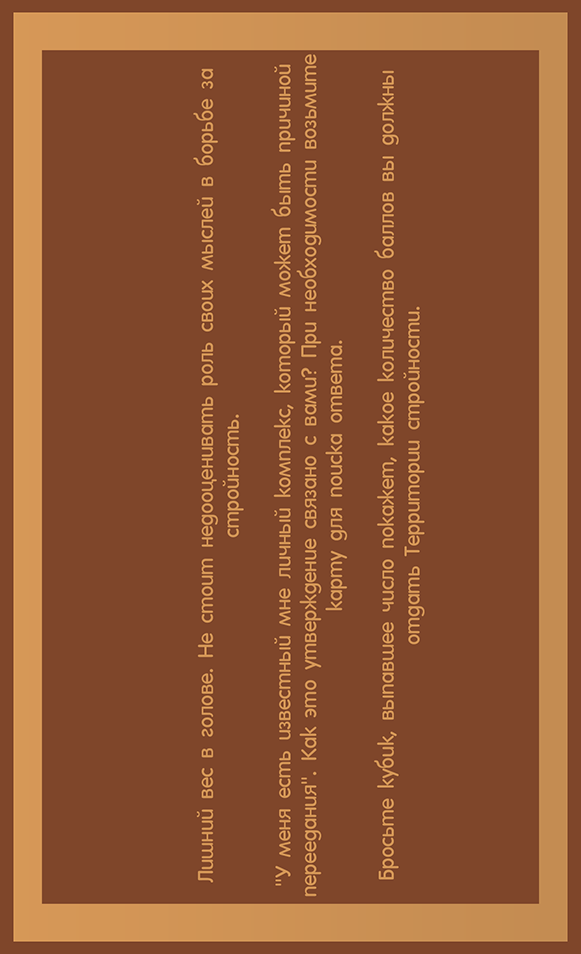 Лишний вес в голове. Не стоит недооценивать роль своих мыслей в борьбе за
стройность.
"У меня есть известный мне личный комплекс, который может быть причиной
переедания". Как это утверждение связано с вами? При необходимости возьмите
карту для поиска ответа.
Бросьте кубик, выпавшее число покажет, какое количество баллов вы должны
отдать Территории стройности.